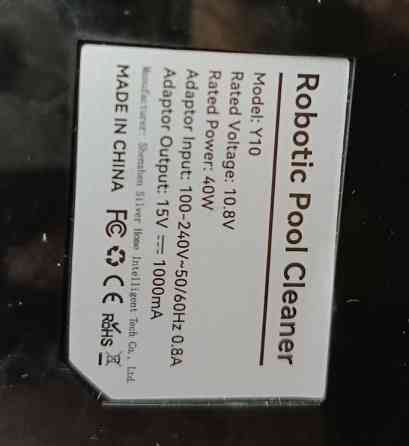 Robotic Pool Cleaner
Model: Y10
Rated Voltage: 10.8V
Rated Power: 40W
Adaptor Input: 100-240V~50/60Hz 0.8A
Adaptor Output: 15V ⎓ 1000mA
Manufacturer: Shenzhen Silver Home Intelligent Tech Co., Ltd
MADE IN CHINA FC CE RoHS